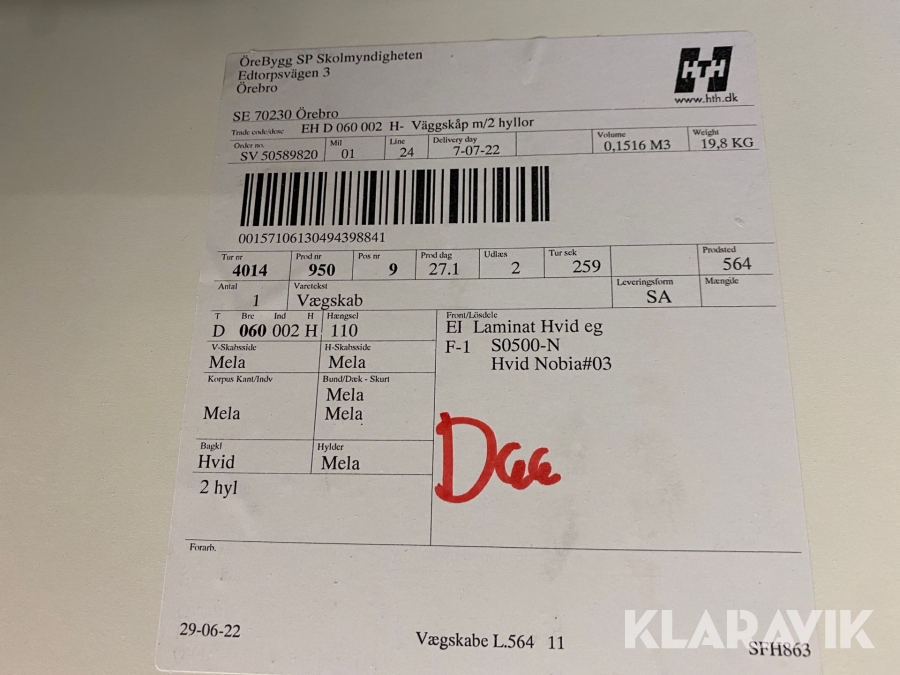 ÖreBygg SP Skolmyndigheten
Edtorpsvägen 3
Örebro
HTH
www.hth.dk
SE 70230 Örebro
Trade code/desc EH D 060 002 H- Väggskåp m/2 hyllor
Order no. Mil Line Delivery day Volume Weight
SV 50589820 01 24 7-07-22 0,1516 M3 19,8 KG
00157106130494398841
Tur nr Prod nr Pos nr Prod dag Udlæs Tur sek Prodsted
4014 950 9 27.1 2 259 564
Antal Varetekst Leveringsform Mængde
1 Vægskab SA
T Bre Ind H Hængsel Front/Lösdele
D 060 002 H 110 EI Laminat Hvid eg
F-1 S0500-N
V-Skabsside H-Skabsside
Mela Mela Hvid Nobia#03
Korpus Kant/Indv Bund/Dæk - Skurt
Mela
Mela Mela
Bagkl Hylder
Hvid Mela
2 hyl
Forarb.
29-06-22 Vægskabe L.564 11 SFH863
KLARAVIK